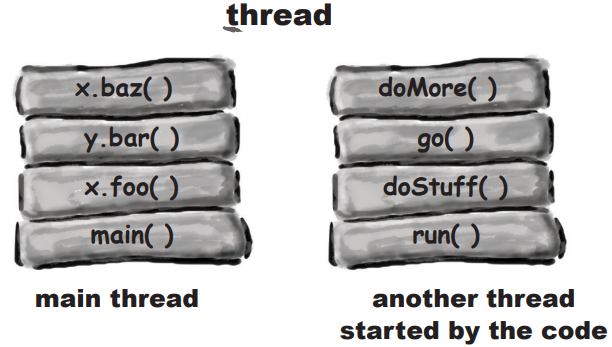 thread
x.baz( )
y.bar( )
x.foo( )
main( )
main thread
doMore( )
go( )
doStuff( )
run( )
another thread
started by the code